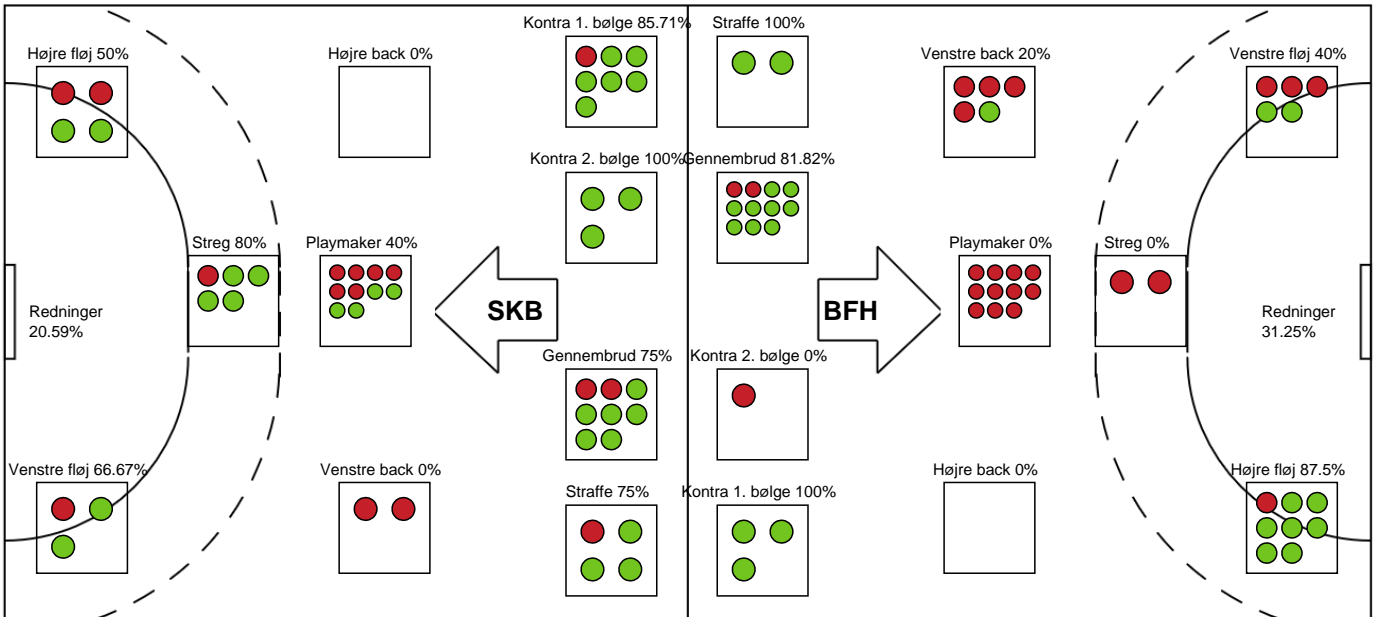 Kontra 1. bølge 85.71%
Straffe 100%
Højre fløj 50%
Højre back 0%
Venstre back 20%
Venstre fløj 40%
Kontra 2. bølge 100%
Gennembrud 81.82%
Streg 80%
Playmaker 40%
Playmaker 0%
Streg 0%
Redninger
20.59%
SKB
BFH
Redninger
31.25%
Gennembrud 75%
Kontra 2. bølge 0%
Venstre fløj 66.67%
Venstre back 0%
Højre back 0%
Højre fløj 87.5%
Straffe 75%
Kontra 1. bølge 100%